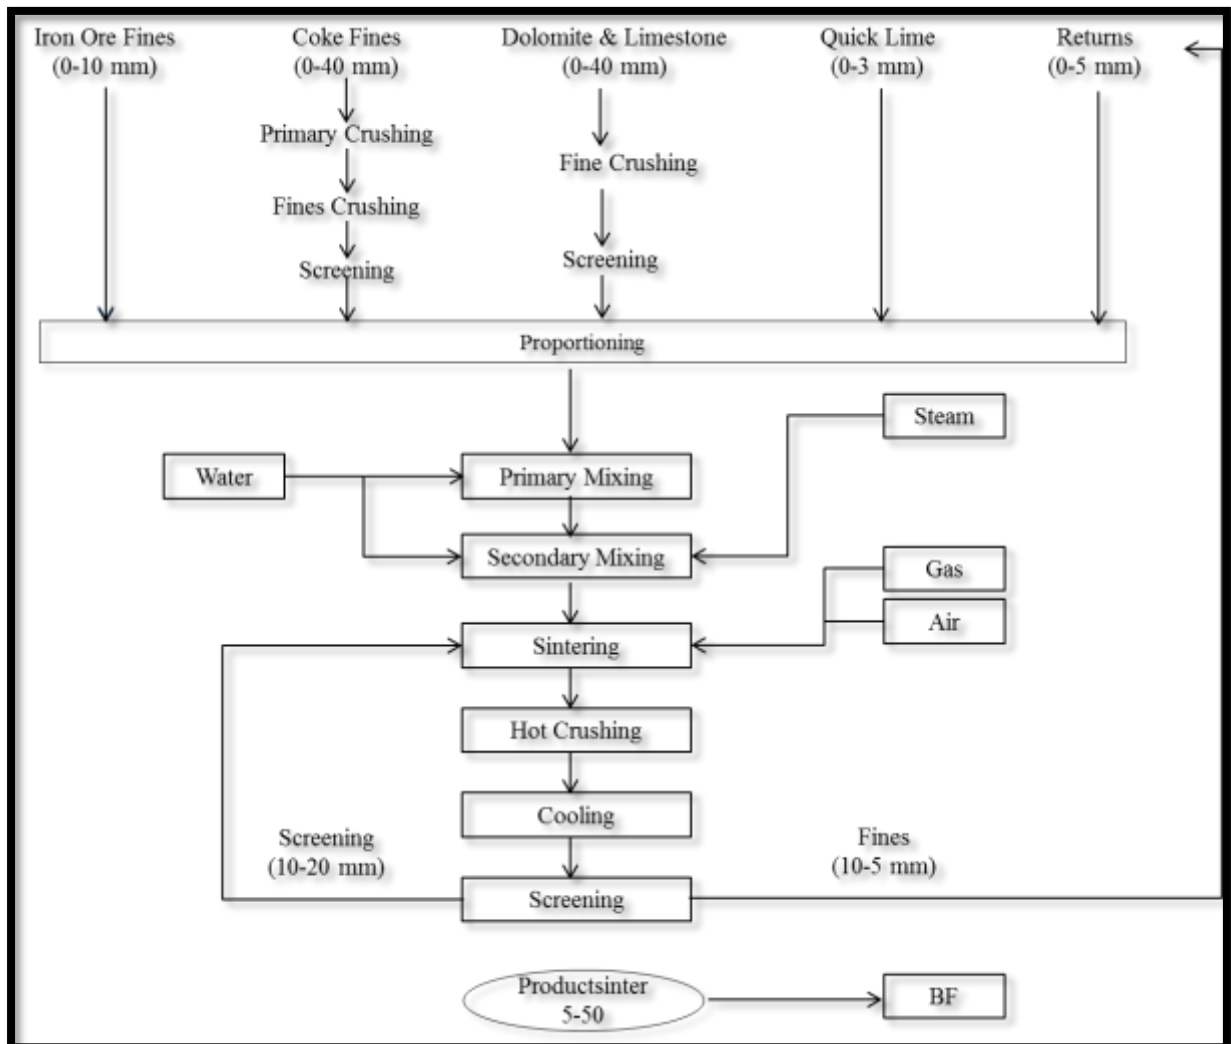 Iron Ore Fines
(0-10 mm)
Coke Fines
(0-40 mm)
Dolomite & Limestone
(0-40 mm)
Quick Lime
(0-3 mm)
Returns
(0-5 mm)
Primary Crushing
Fine Crushing
Fines Crushing
Screening
Screening
Proportioning
Steam
Water
Primary Mixing
Secondary Mixing
Gas
Air
Sintering
Hot Crushing
Cooling
Screening
(10-20 mm)
Fines
(10-5 mm)
Screening
Productsinter
5-50
BF